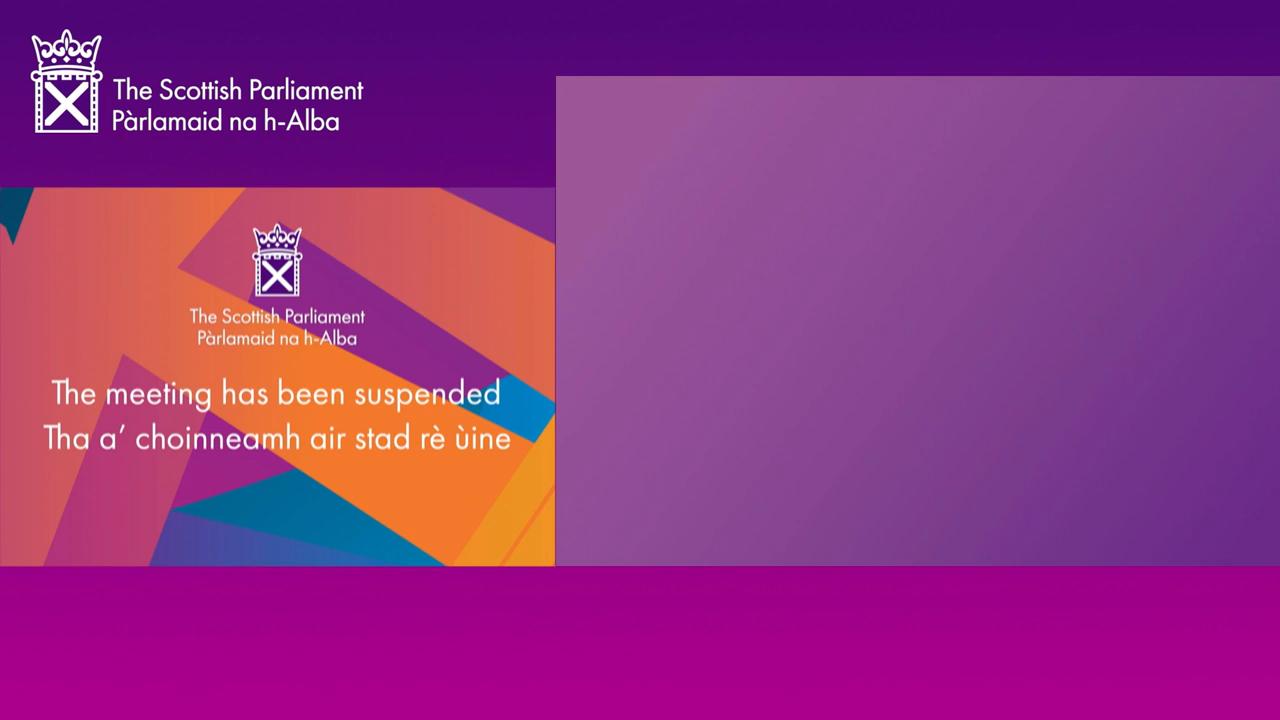 The Scottish Parliament
Pàrlamaid na h-Alba
The Scottish Parliament
Pàrlamaid na h-Alba
The meeting has been suspended
Tha a’ choinneamh air stad rè ùine